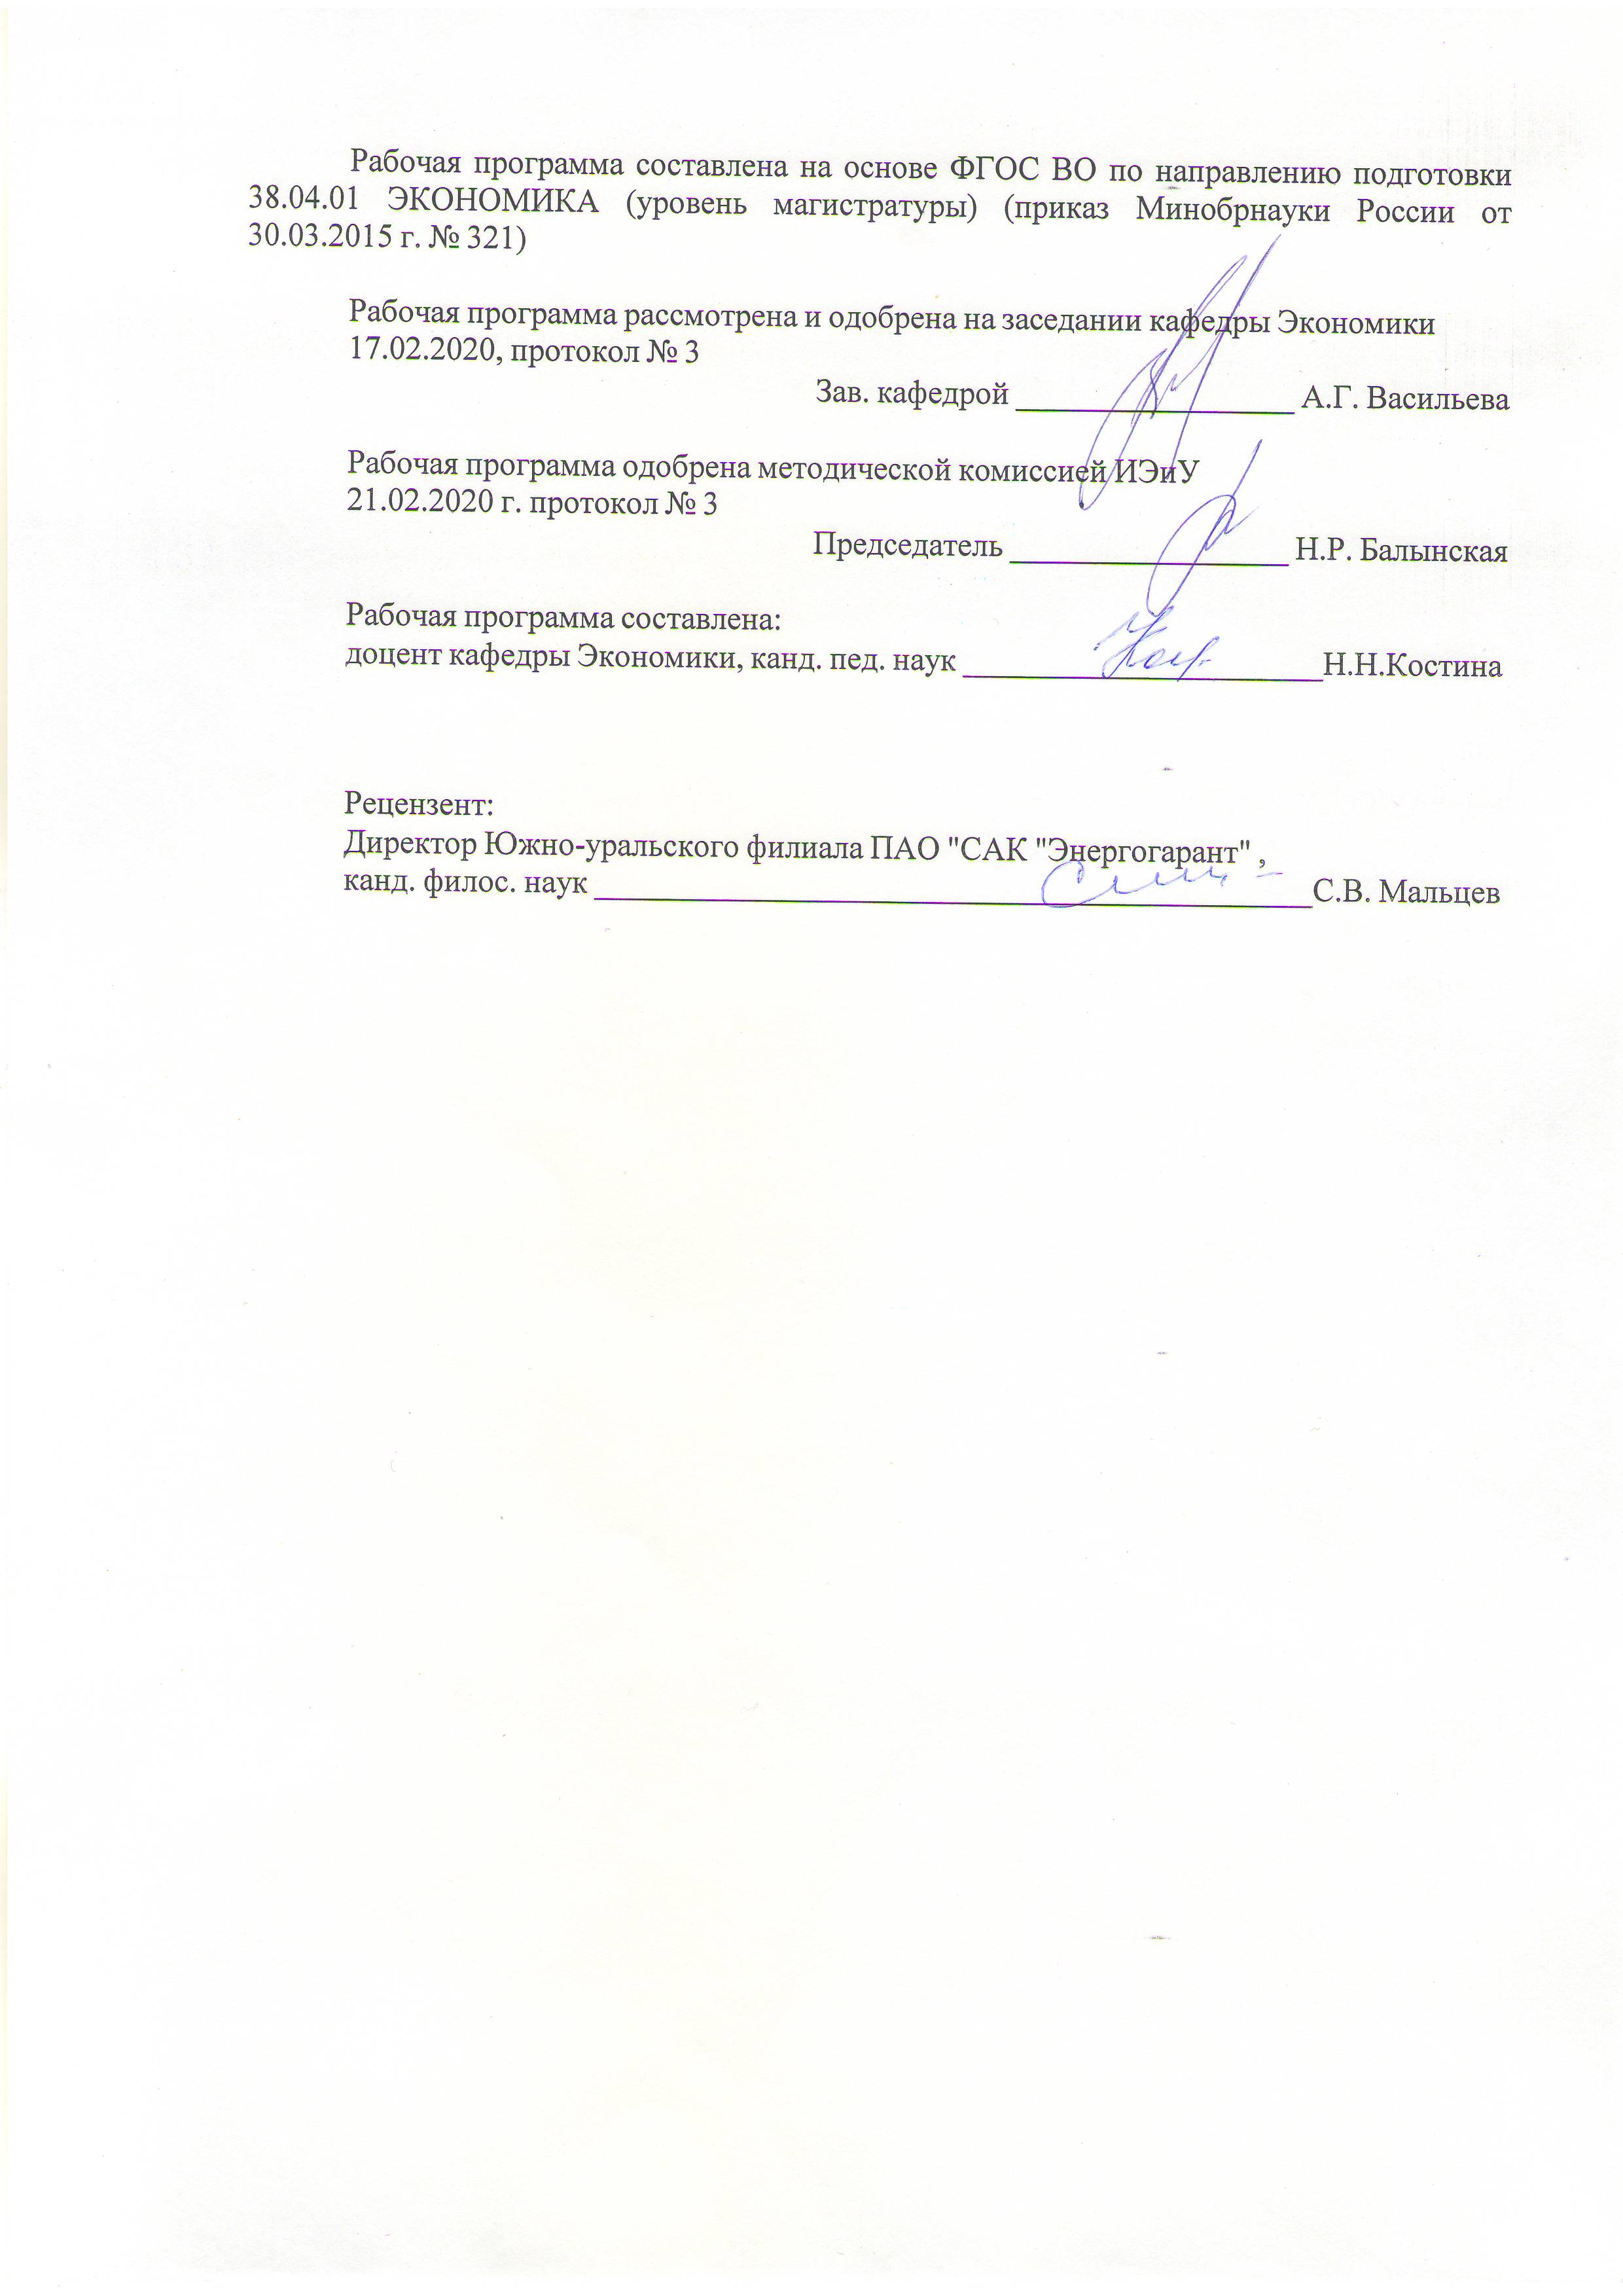 Рабочая программа составлена на основе ФГОС ВО по направлению подготовки
38.04.01 ЭКОНОМИКА (уровень магистратуры) (приказ Минобрнауки России от
30.03.2015 г. № 321)
Рабочая программа рассмотрена и одобрена на заседании кафедры Экономики
17.02.2020, протокол № 3
Зав. кафедрой ________________ А.Г. Васильева
Рабочая программа одобрена методической комиссией ИЭиУ
21.02.2020 г. протокол № 3
Председатель ________________ Н.Р. Балынская
Рабочая программа составлена:
доцент кафедры Экономики, канд. пед. наук ____________________Н.Н.Костина
Рецензент:
Директор Южно-уральского филиала ПАО "САК "Энергогарант" ,
канд. филос. наук ________________________________________С.В. Мальцев